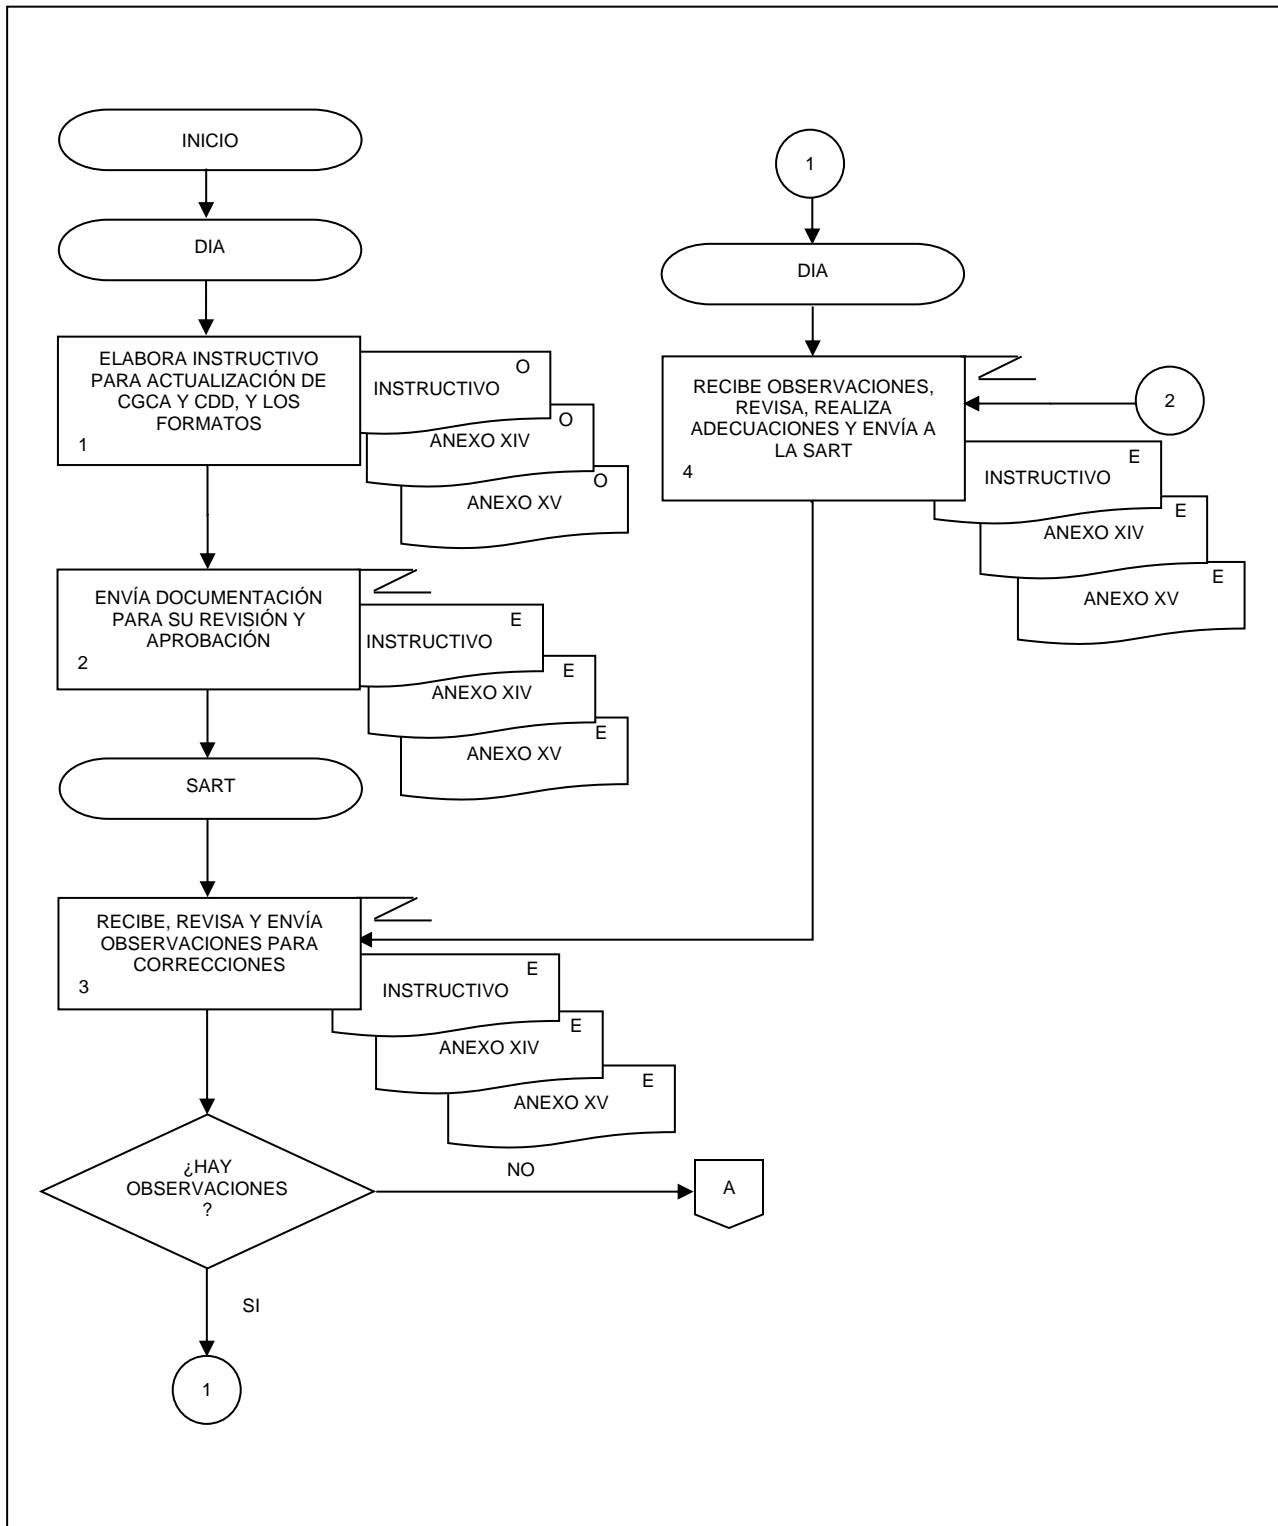 INICIO
DIA
ELABORA INSTRUCTIVO
PARA ACTUALIZACIÓN DE
CGCA Y CDD, Y LOS
FORMATOS
1
O
INSTRUCTIVO
O
ANEXO XIV
O
ANEXO XV
ENVÍA DOCUMENTACIÓN
PARA SU REVISIÓN Y
APROBACIÓN
2
E
INSTRUCTIVO
E
ANEXO XIV
E
ANEXO XV
SART
RECIBE, REVISA Y ENVÍA
OBSERVACIONES PARA
CORRECCIONES
3
E
INSTRUCTIVO
E
ANEXO XIV
E
ANEXO XV
¿HAY
OBSERVACIONES
?
NO
A
SI
1
1
DIA
RECIBE OBSERVACIONES,
REVISA, REALIZA
ADECUACIONES Y ENVÍA A
LA SART
4
2
E
INSTRUCTIVO
E
ANEXO XIV
E
ANEXO XV